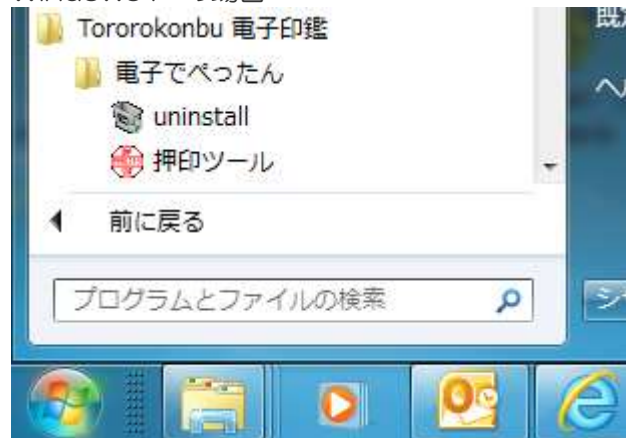 Tororokonbu 電子印鑑
電子でぺったん
uninstall
押印ツール
前に戻る
プログラムとファイルの検索